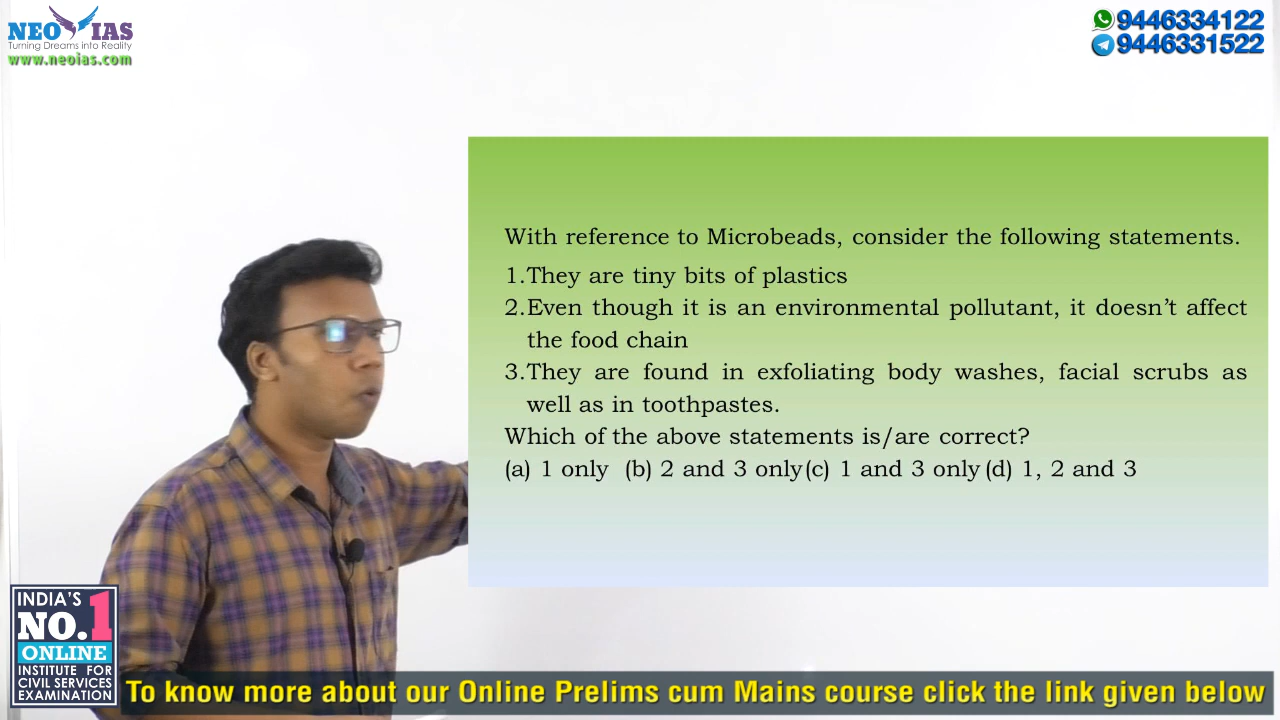 NEO IAS
Turning Dreams into Reality
www.neoias.com
9446334122
9446331522
With reference to Microbeads, consider the following statements.
1.They are tiny bits of plastics
2.Even though it is an environmental pollutant, it doesn’t affect
the food chain
3.They are found in exfoliating body washes, facial scrubs as
well as in toothpastes.
Which of the above statements is/are correct?
(a) 1 only (b) 2 and 3 only (c) 1 and 3 only (d) 1, 2 and 3
INDIA'S
NO.1
ONLINE
INSTITUTE FOR
CIVIL SERVICES
EXAMINATION
To know more about our Online Prelims cum Mains course click the link given below